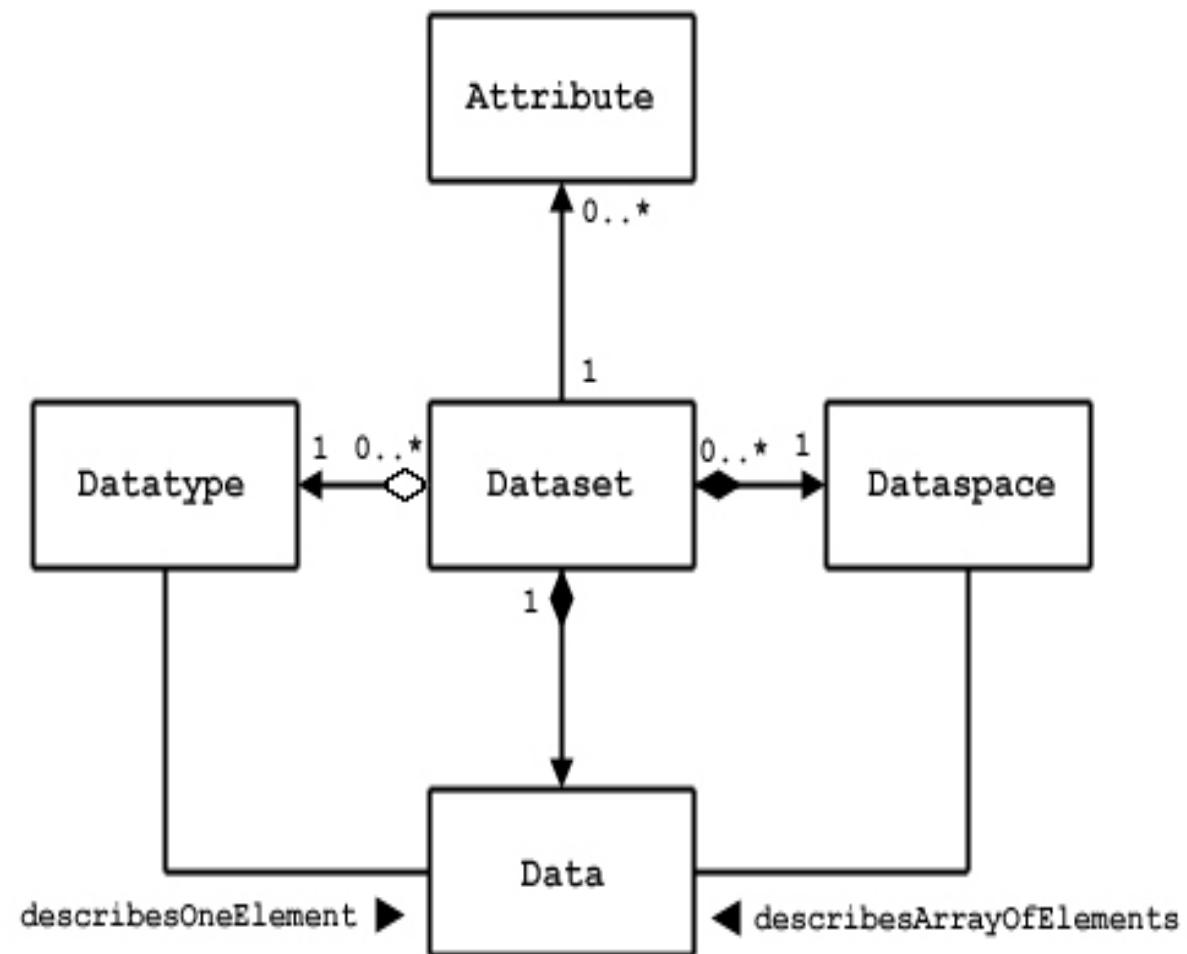 Attribute
0..*
1
1 0..*
0..* 1
Datatype
Dataset
Dataspace
1
Data
describesOneElement ▶
◀ describesArrayOfElements